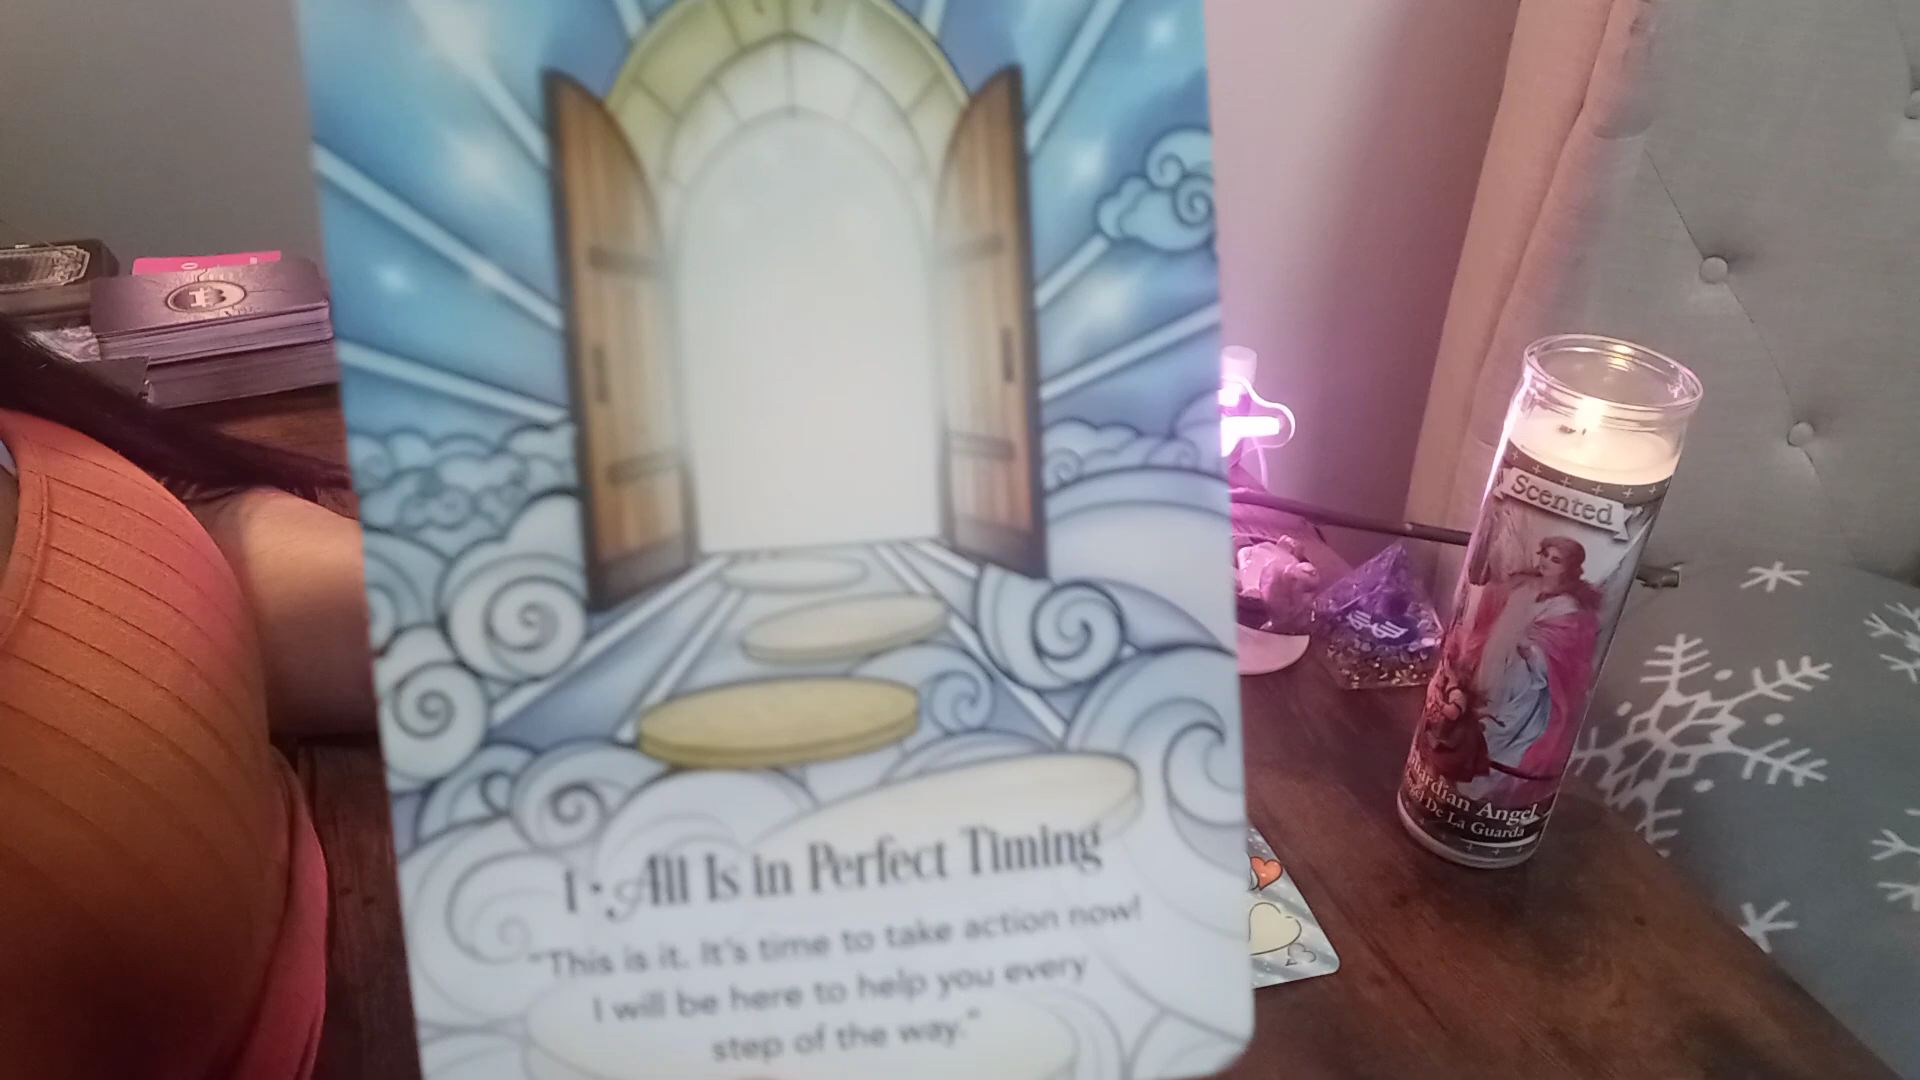 1 • All Is in Perfect Timing
"This is it. It's time to take action now!
I will be here to help you every
step of the way."
Scented
Guardian Angel
De La Guarda